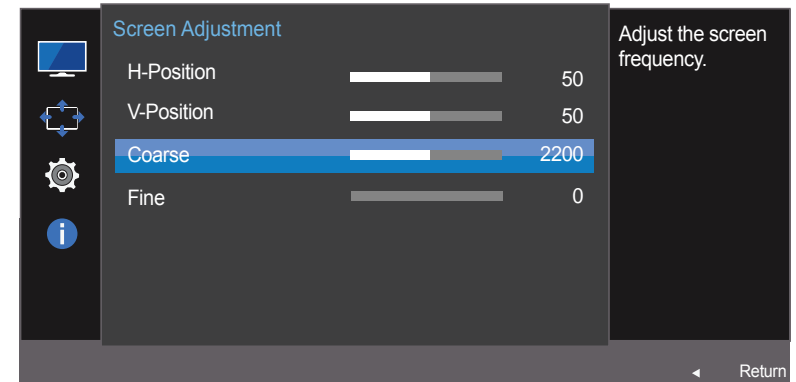 Screen Adjustment
H-Position 50
V-Position 50
Coarse 2200
Fine 0
Adjust the screen
frequency.
Return